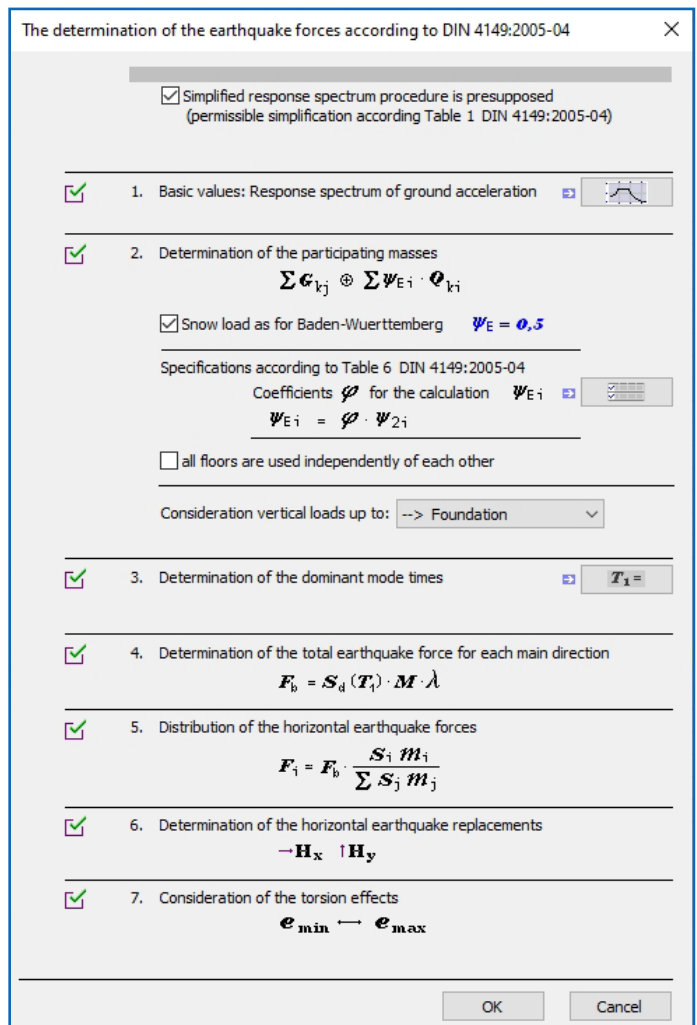 The determination of the earthquake forces according to DIN 4149:2005-04
Simplified response spectrum procedure is presupposed
(permissible simplification according Table 1 DIN 4149:2005-04)
1. Basic values: Response spectrum of ground acceleration
2. Determination of the participating masses
∑ G_kj ⊕ ∑ Ψ_Ei · Q_ki
Snow load as for Baden-Wuerttemberg Ψ_E = 0,5
Specifications according to Table 6 DIN 4149:2005-04
Coefficients φ for the calculation Ψ_Ei
Ψ_Ei = φ · Ψ_2i
all floors are used independently of each other
Consideration vertical loads up to: --> Foundation
3. Determination of the dominant mode times T_1 =
4. Determination of the total earthquake force for each main direction
F_b = S_d (T_1) · M · λ
5. Distribution of the horizontal earthquake forces
F_i = F_b · S_i m_i / ∑ S_j m_j
6. Determination of the horizontal earthquake replacements
→H_x ↑H_y
7. Consideration of the torsion effects
e_min ↔ e_max
OK Cancel